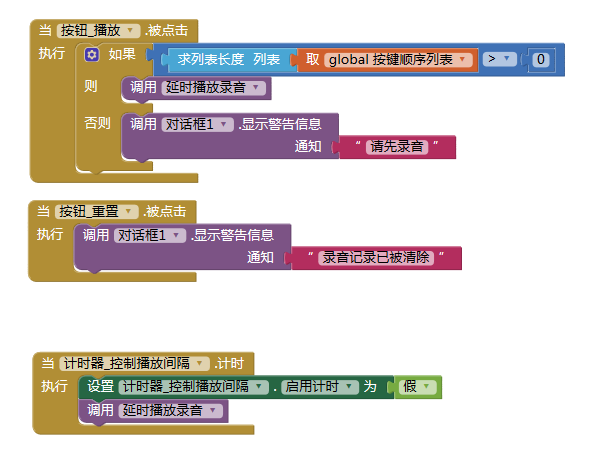 当 按钮_播放 .被点击
执行 如果 求列表长度 列表 取 global 按键顺序列表 > 0
则 调用 延时播放录音
否则 调用 对话框1 .显示警告信息
通知 “ 请先录音 ”
当 按钮_重置 .被点击
执行 调用 对话框1 .显示警告信息
通知 “ 录音记录已被清除 ”
当 计时器_控制播放间隔 .计时
执行 设置 计时器_控制播放间隔 . 启用计时 为 假
调用 延时播放录音